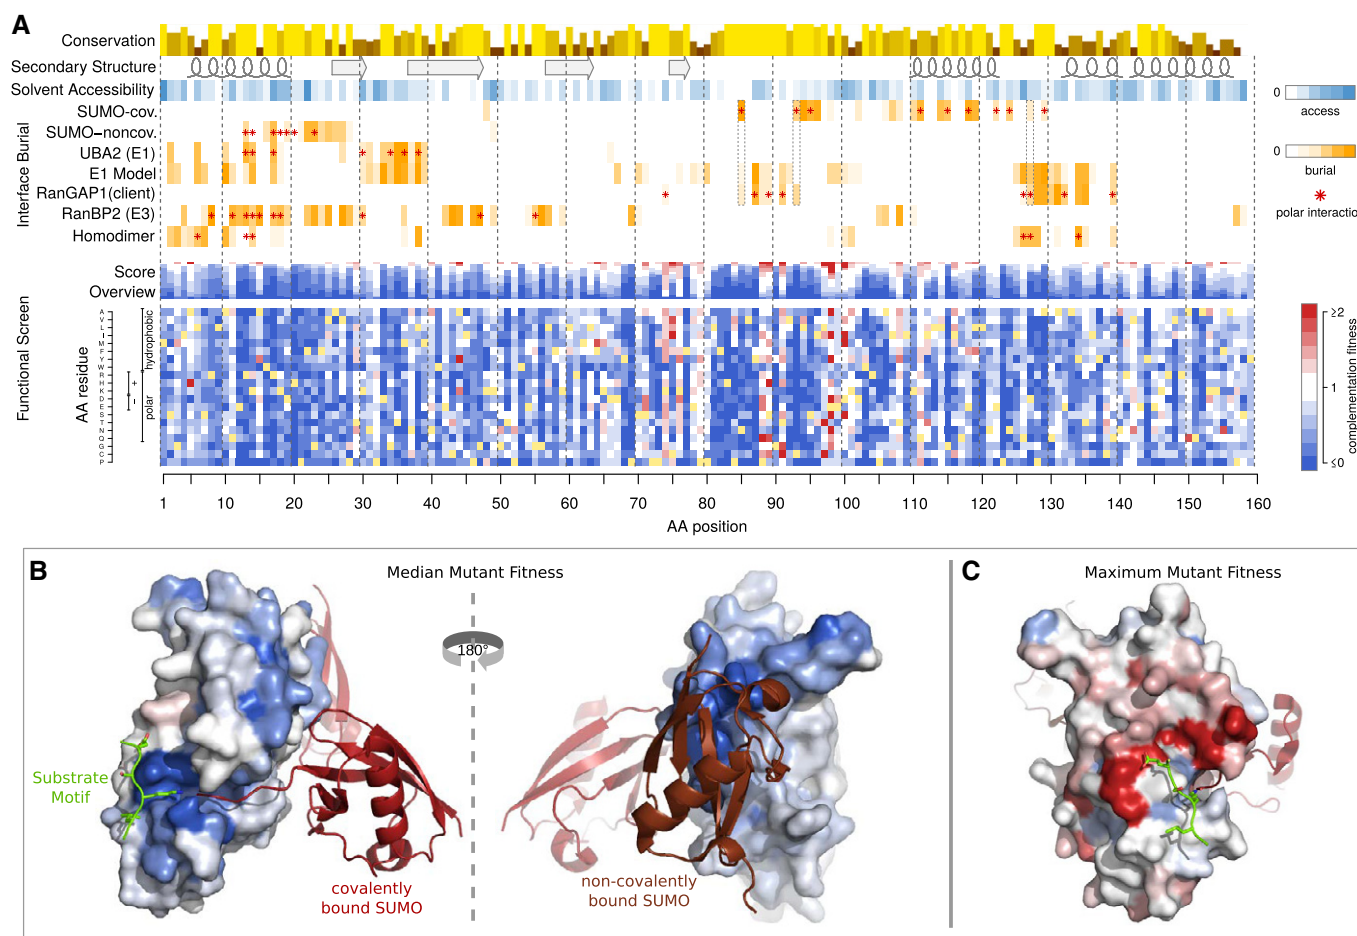 A
Conservation
Secondary Structure
Solvent Accessibility
Interface Burial
SUMO-cov.
SUMO-noncov.
UBA2 (E1)
E1 Model
RanGAP1(client)
RanBP2 (E3)
Homodimer
0
access
0
burial
polar interactio
Functional Screen
Score
Overview
AA residue
A
V
L
I
M
F
Y
W
R
H
K
D
E
S
T
N
Q
G
C
P
hydrophobic
polar
+
−
≥2
1
≤0
complementation fitness
1 10 20 30 40 50 60 70 80 90 100 110 120 130 140 150 160
AA position
B
Median Mutant Fitness
180°
Substrate
Motif
covalently
bound SUMO
non-covalently
bound SUMO
C
Maximum Mutant Fitness